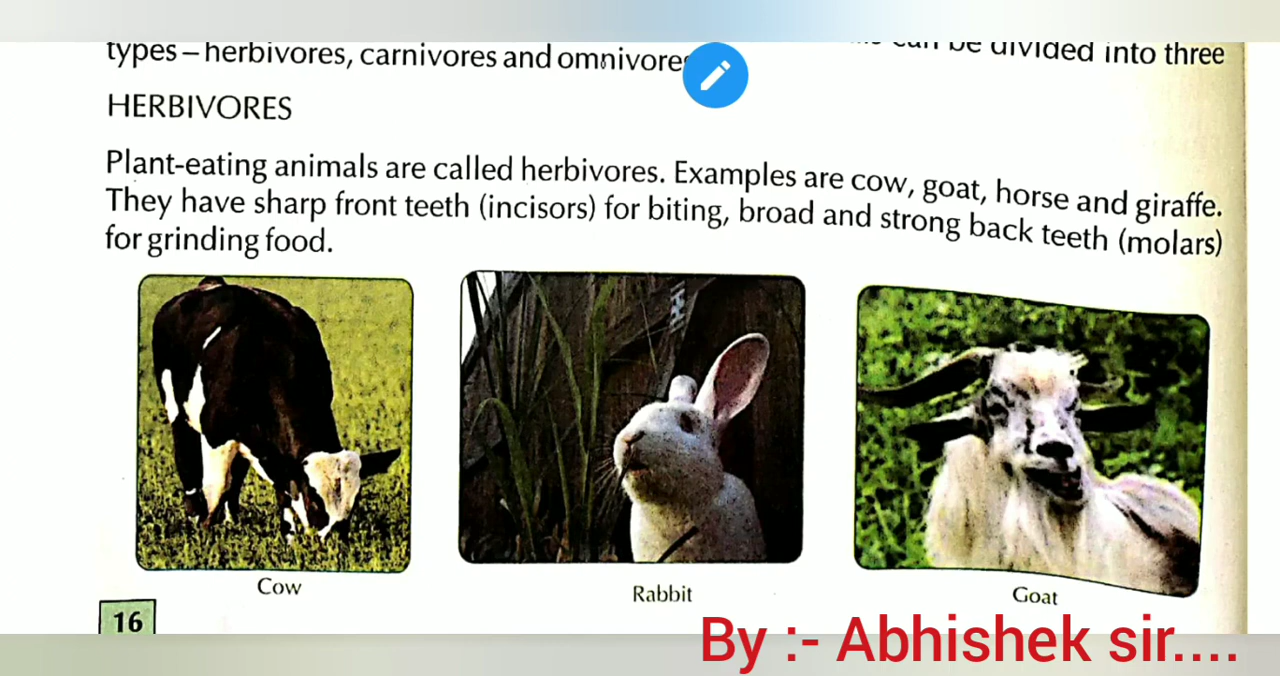 can be divided into three
types – herbivores, carnivores and omnivores
HERBIVORES
Plant-eating animals are called herbivores. Examples are cow, goat, horse and giraffe.
They have sharp front teeth (incisors) for biting, broad and strong back teeth (molars)
for grinding food.
Cow
Rabbit
Goat
16
By :- Abhishek sir....